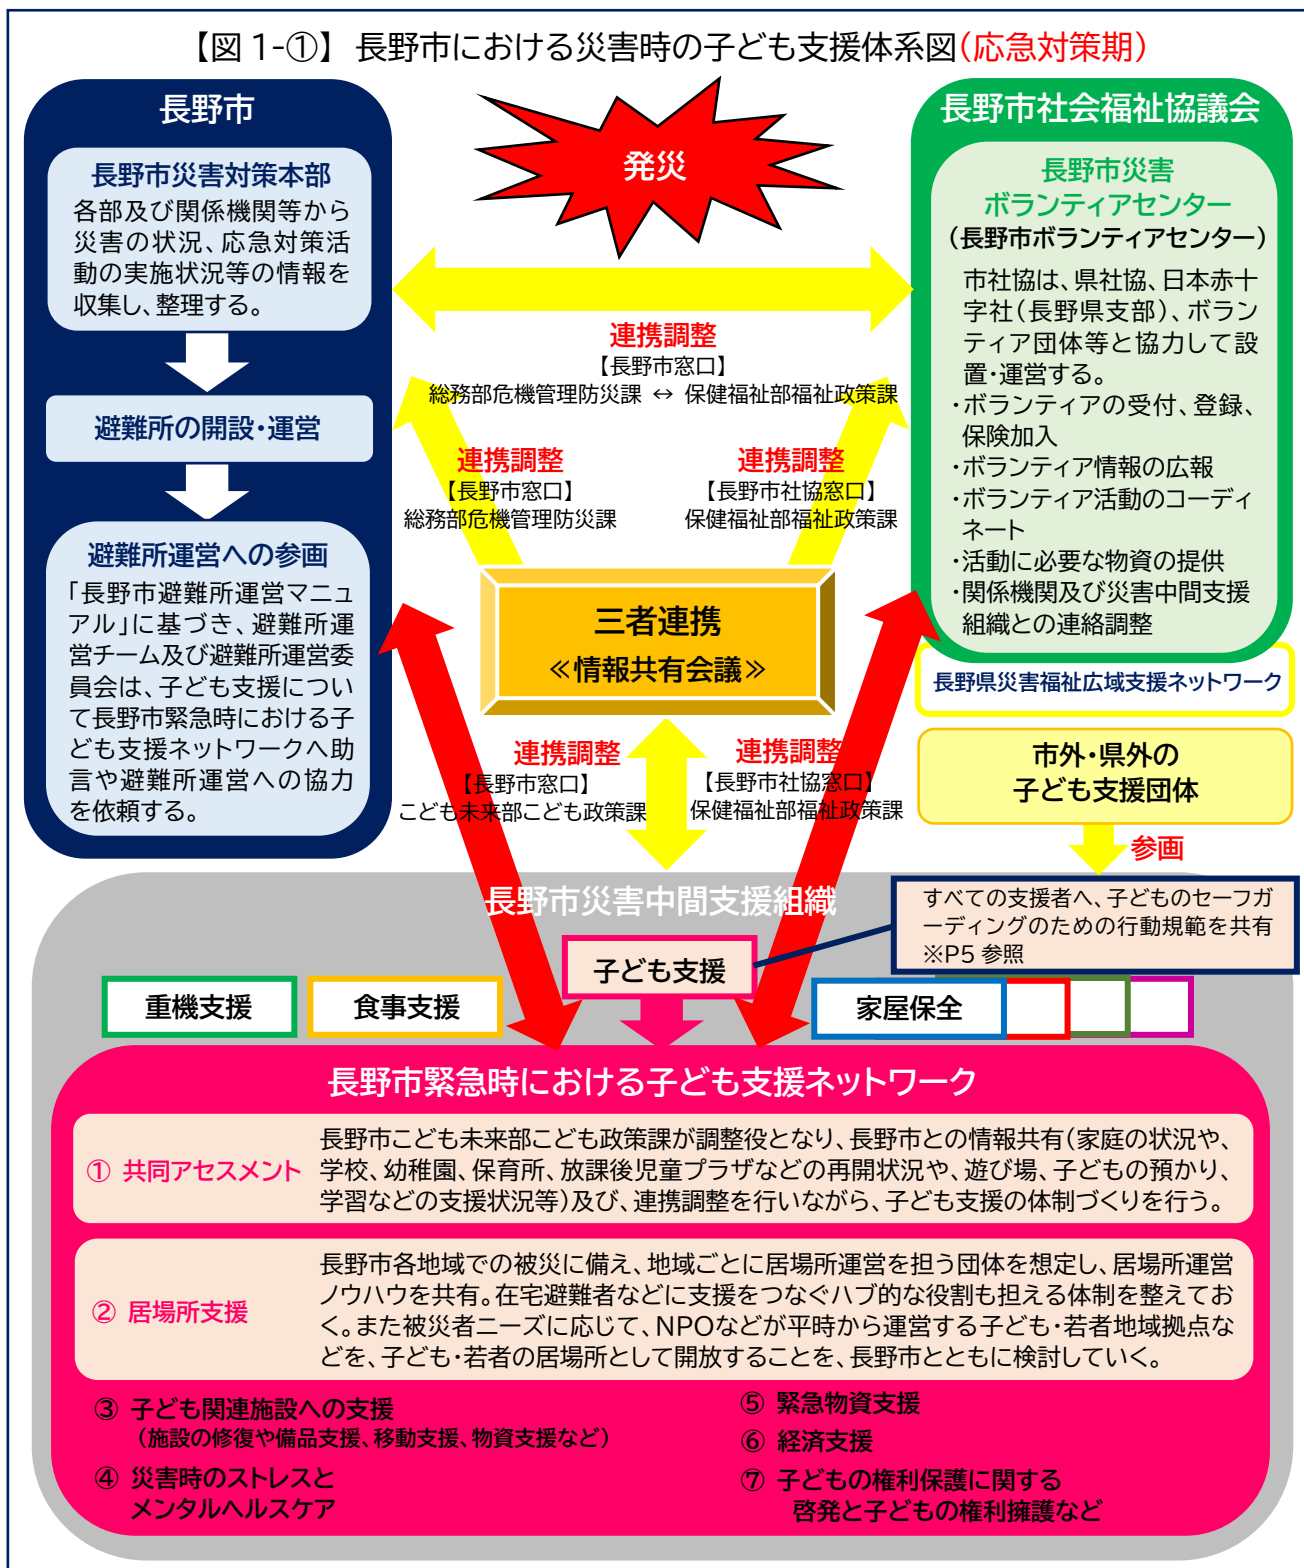 【図 1-①】 長野市における災害時の子ども支援体系図(応急対策期)
長野市
長野市災害対策本部
各部及び関係機関等から
災害の状況、応急対策活
動の実施状況等の情報を
収集し、整理する。
避難所の開設・運営
避難所運営への参画
「長野市避難所運営マニュ
アル」に基づき、避難所運
営チーム及び避難所運営委
員会は、子ども支援につい
て長野市緊急時における子
ども支援ネットワークへ助
言や避難所運営への協力
を依頼する。
発災
連携調整
【長野市窓口】
総務部危機管理防災課 ↔ 保健福祉部福祉政策課
連携調整
【長野市窓口】
総務部危機管理防災課
連携調整
【長野市社協窓口】
保健福祉部福祉政策課
三者連携
≪情報共有会議≫
連携調整
【長野市窓口】
こども未来部こども政策課
連携調整
【長野市社協窓口】
保健福祉部福祉政策課
長野市社会福祉協議会
長野市災害
ボランティアセンター
(長野市ボランティアセンター)
市社協は、県社協、日本赤十
字社(長野県支部)、ボラン
ティア団体等と協力して設
置・運営する。
・ボランティアの受付、登録、
保険加入
・ボランティア情報の広報
・ボランティア活動のコーディ
ネート
・活動に必要な物資の提供
・関係機関及び災害中間支援
組織との連絡調整
長野県災害福祉広域支援ネットワーク
市外・県外の
子ども支援団体
参画
すべての支援者へ、子どものセーフガ
ーディングのための行動規範を共有
※P5 参照
長野市災害中間支援組織
子ども支援
重機支援
食事支援
家屋保全
長野市緊急時における子ども支援ネットワーク
① 共同アセスメント
長野市こども未来部こども政策課が調整役となり、長野市との情報共有(家庭の状況や、
学校、幼稚園、保育所、放課後児童プラザなどの再開状況や、遊び場、子どもの預かり、
学習などの支援状況等)及び、連携調整を行いながら、子ども支援の体制づくりを行う。
② 居場所支援
長野市各地域での被災に備え、地域ごとに居場所運営を担う団体を想定し、居場所運営
ノウハウを共有。在宅避難者などに支援をつなぐハブ的な役割も担える体制を整えてお
く。また被災者ニーズに応じて、NPOなどが平時から運営する子ども・若者地域拠点な
どを、子ども・若者の居場所として開放することを、長野市とともに検討していく。
③ 子ども関連施設への支援
(施設の修復や備品支援、移動支援、物資支援など)
④ 災害時のストレスと
メンタルヘルスケア
⑤ 緊急物資支援
⑥ 経済支援
⑦ 子どもの権利保護に関する
啓発と子どもの権利擁護など